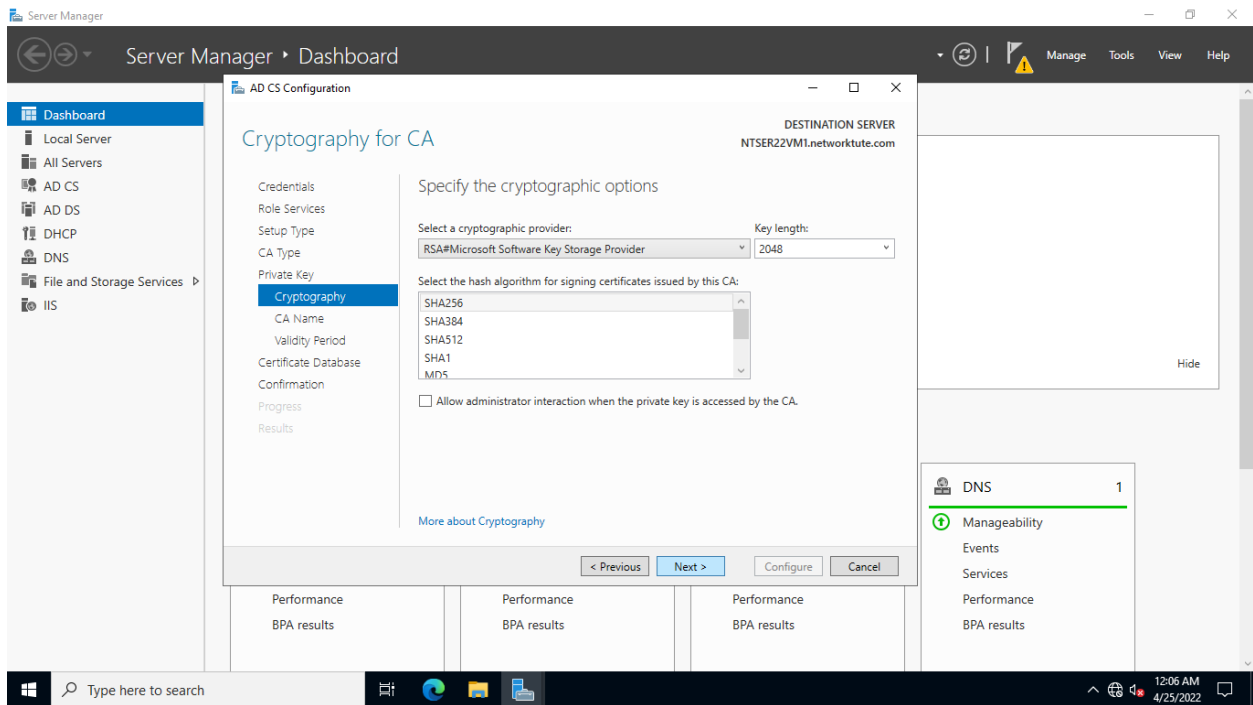 Server Manager
Server Manager ‣ Dashboard
Manage Tools View Help
Dashboard
Local Server
All Servers
AD CS
AD DS
DHCP
DNS
File and Storage Services
IIS
AD CS Configuration
Cryptography for CA
DESTINATION SERVER
NTSER22VM1.networktute.com
Credentials
Role Services
Setup Type
CA Type
Private Key
Cryptography
CA Name
Validity Period
Certificate Database
Confirmation
Progress
Results
Specify the cryptographic options
Select a cryptographic provider: Key length:
RSA#Microsoft Software Key Storage Provider 2048
Select the hash algorithm for signing certificates issued by this CA:
SHA256
SHA384
SHA512
SHA1
MD5
Allow administrator interaction when the private key is accessed by the CA.
More about Cryptography
< Previous Next > Configure Cancel
Hide
DNS 1
Manageability
Events
Services
Performance
BPA results
Performance Performance Performance
BPA results BPA results BPA results
Type here to search
12:06 AM
4/25/2022